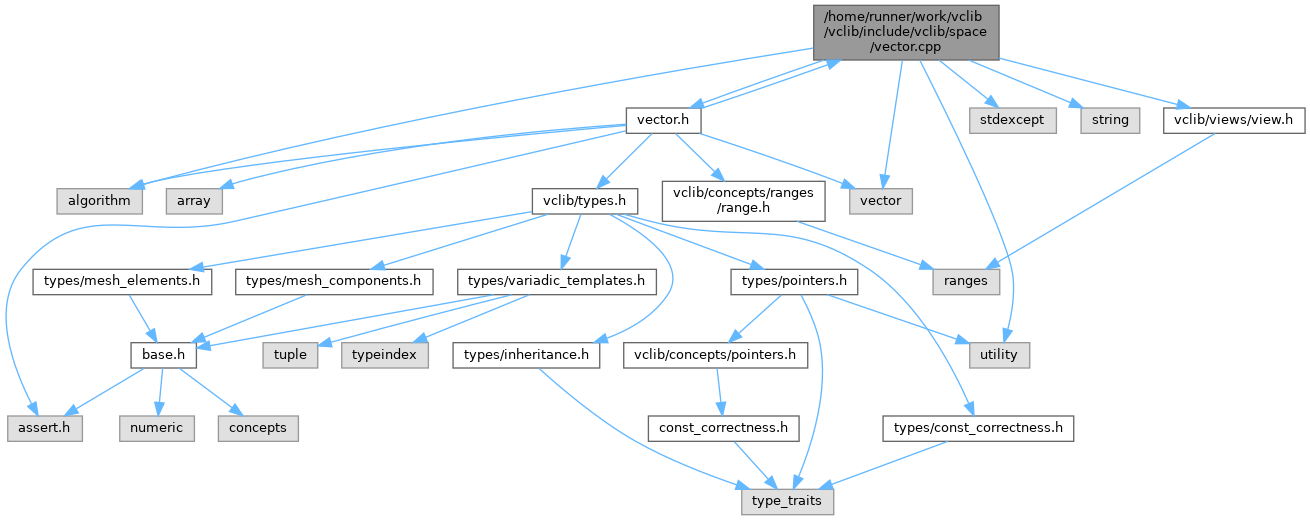 /home/runner/work/vclib
/vclib/include/vclib/space
/vector.cpp
vector.h
stdexcept
string
vclib/views/view.h
algorithm
array
vclib/types.h
vclib/concepts/ranges
/range.h
vector
types/mesh_elements.h
types/mesh_components.h
types/variadic_templates.h
types/pointers.h
ranges
base.h
tuple
typeindex
types/inheritance.h
vclib/concepts/pointers.h
utility
assert.h
numeric
concepts
const_correctness.h
types/const_correctness.h
type_traits